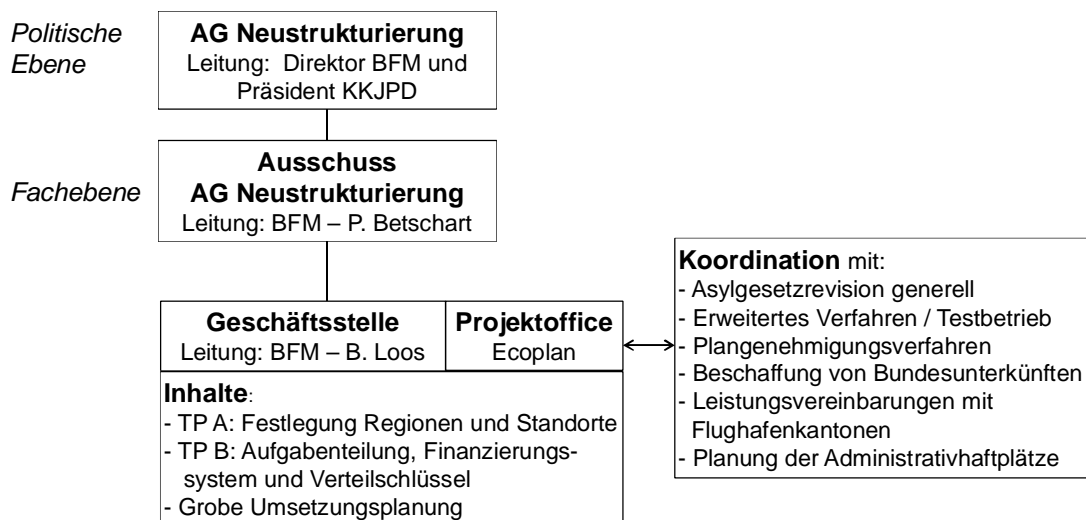 Politische
Ebene
AG Neustrukturierung
Leitung:  Direktor BFM und
Präsident KKJPD
Fachebene
Ausschuss
AG Neustrukturierung
Leitung: BFM – P. Betschart
Geschäftsstelle
Leitung: BFM – B. Loos
Projektoffice
Ecoplan
Inhalte:
- TP A: Festlegung Regionen und Standorte
- TP B: Aufgabenteilung, Finanzierungs-
system und Verteilschlüssel
- Grobe Umsetzungsplanung
Koordination mit:
- Asylgesetzrevision generell
- Erweitertes Verfahren / Testbetrieb
- Plangenehmigungsverfahren
- Beschaffung von Bundesunterkünften
- Leistungsvereinbarungen mit
Flughafenkantonen
- Planung der Administrativhaftplätze